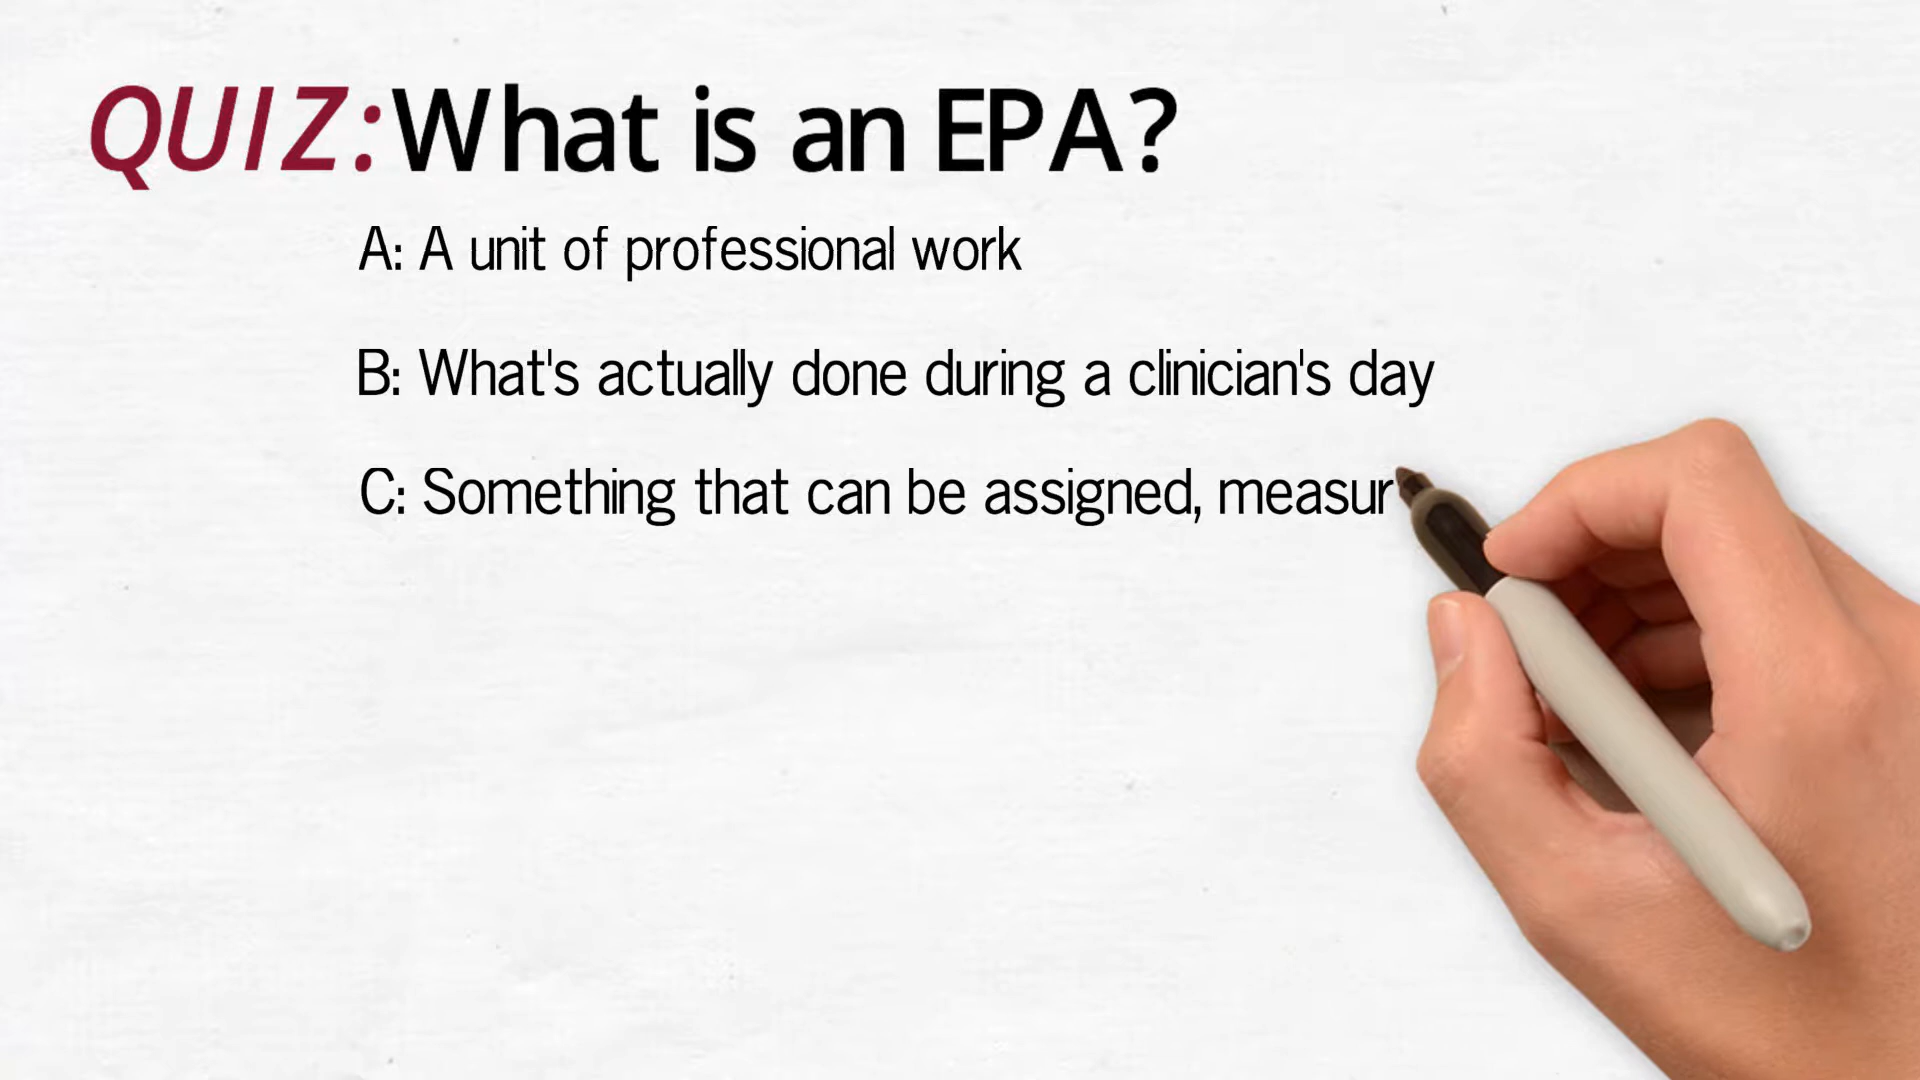 QUIZ: What is an EPA?
A: A unit of professional work
B: What's actually done during a clinician's day
C: Something that can be assigned, measur